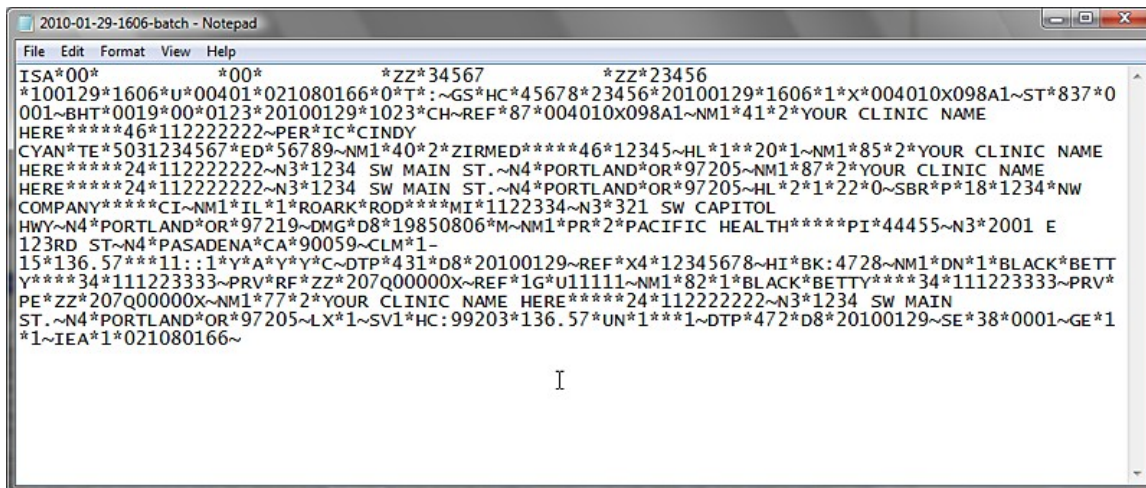 2010-01-29-1606-batch - Notepad
File Edit Format View Help
ISA*00*          *00*          *ZZ*34567          *ZZ*23456
*100129*1606*U*00401*021080166*0*T*:~GS*HC*45678*23456*20100129*1606*1*X*004010X098A1~ST*837*0
001~BHT*0019*00*0123*20100129*1023*CH~REF*87*004010X098A1~NM1*41*2*YOUR CLINIC NAME
HERE*****46*112222222~PER*IC*CINDY
CYAN*TE*5031234567*ED*56789~NM1*40*2*ZIRMED*****46*12345~HL*1**20*1~NM1*85*2*YOUR CLINIC NAME
HERE*****24*112222222~N3*1234 SW MAIN ST.~N4*PORTLAND*OR*97205~NM1*87*2*YOUR CLINIC NAME
HERE*****24*112222222~N3*1234 SW MAIN ST.~N4*PORTLAND*OR*97205~HL*2*1*22*0~SBR*P*18*1234*NW
COMPANY*****CI~NM1*IL*1*ROARK*ROD****MI*1122334~N3*321 SW CAPITOL
HWY~N4*PORTLAND*OR*97219~DMG*D8*19850806*M~NM1*PR*2*PACIFIC HEALTH*****PI*44455~N3*2001 E
123RD ST~N4*PASADENA*CA*90059~CLM*1-
15*136.57***11::1*Y*A*Y*Y*C~DTP*431*D8*20100129~REF*X4*12345678~HI*BK:4728~NM1*DN*1*BLACK*BETT
Y****34*111223333~PRV*RF*ZZ*207Q00000X~REF*1G*U11111~NM1*82*1*BLACK*BETTY****34*111223333~PRV*
PE*ZZ*207Q00000X~NM1*77*2*YOUR CLINIC NAME HERE*****24*112222222~N3*1234 SW MAIN
ST.~N4*PORTLAND*OR*97205~LX*1~SV1*HC:99203*136.57*UN*1***1~DTP*472*D8*20100129~SE*38*0001~GE*1
*1~IEA*1*021080166~